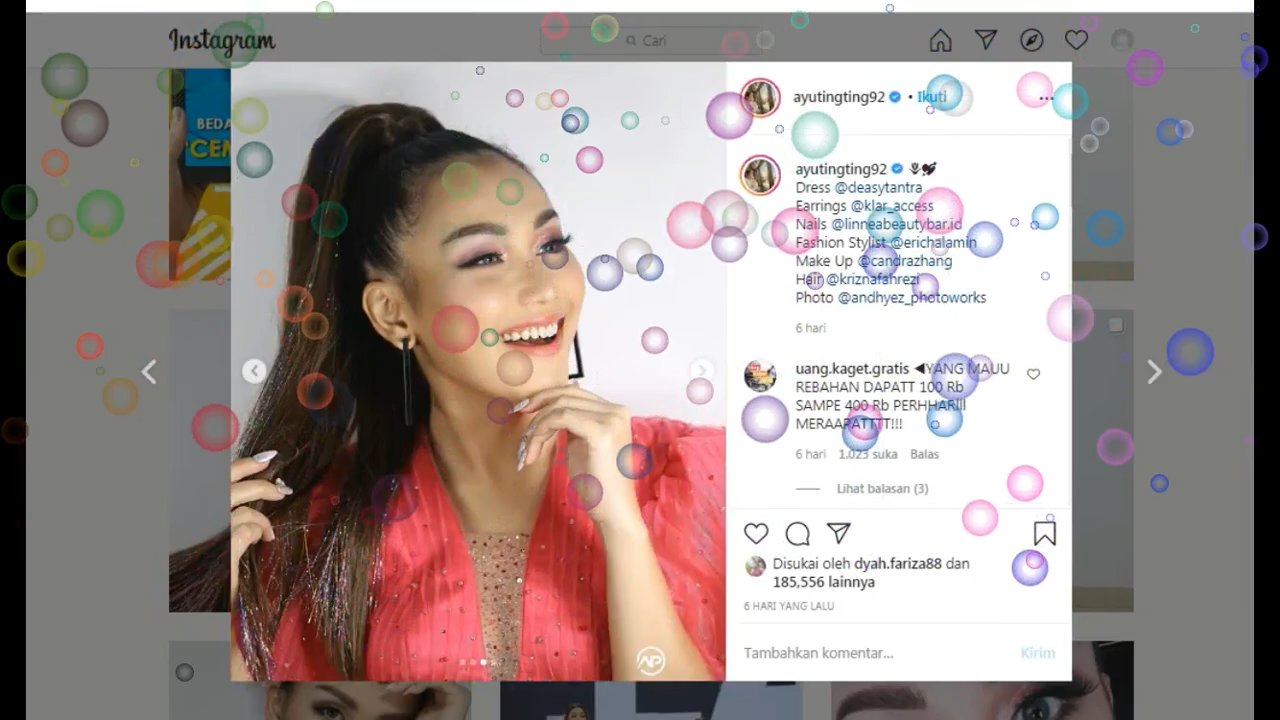 Instagram
Cari
BEDA
CEM
ayutingting92 • Ikuti
ayutingting92
Dress @deasytantra
Earrings @klar_access
Nails @linneabeautybar.id
Fashion Stylist @erichalamin
Make Up @candrazhang
Hair @kriznafahrezi
Photo @andhyez_photoworks
6 hari
uang.kaget.gratis ◀YANG MAUU
REBAHAN DAPATT 100 Rb
SAMPE 400 Rb PERHHARIII
MERAAPATTTT!!!
6 hari 1.023 suka Balas
Lihat balasan (3)
Disukai oleh dyah.fariza88 dan
185,556 lainnya
6 HARI YANG LALU
Tambahkan komentar...
Kirim
AP